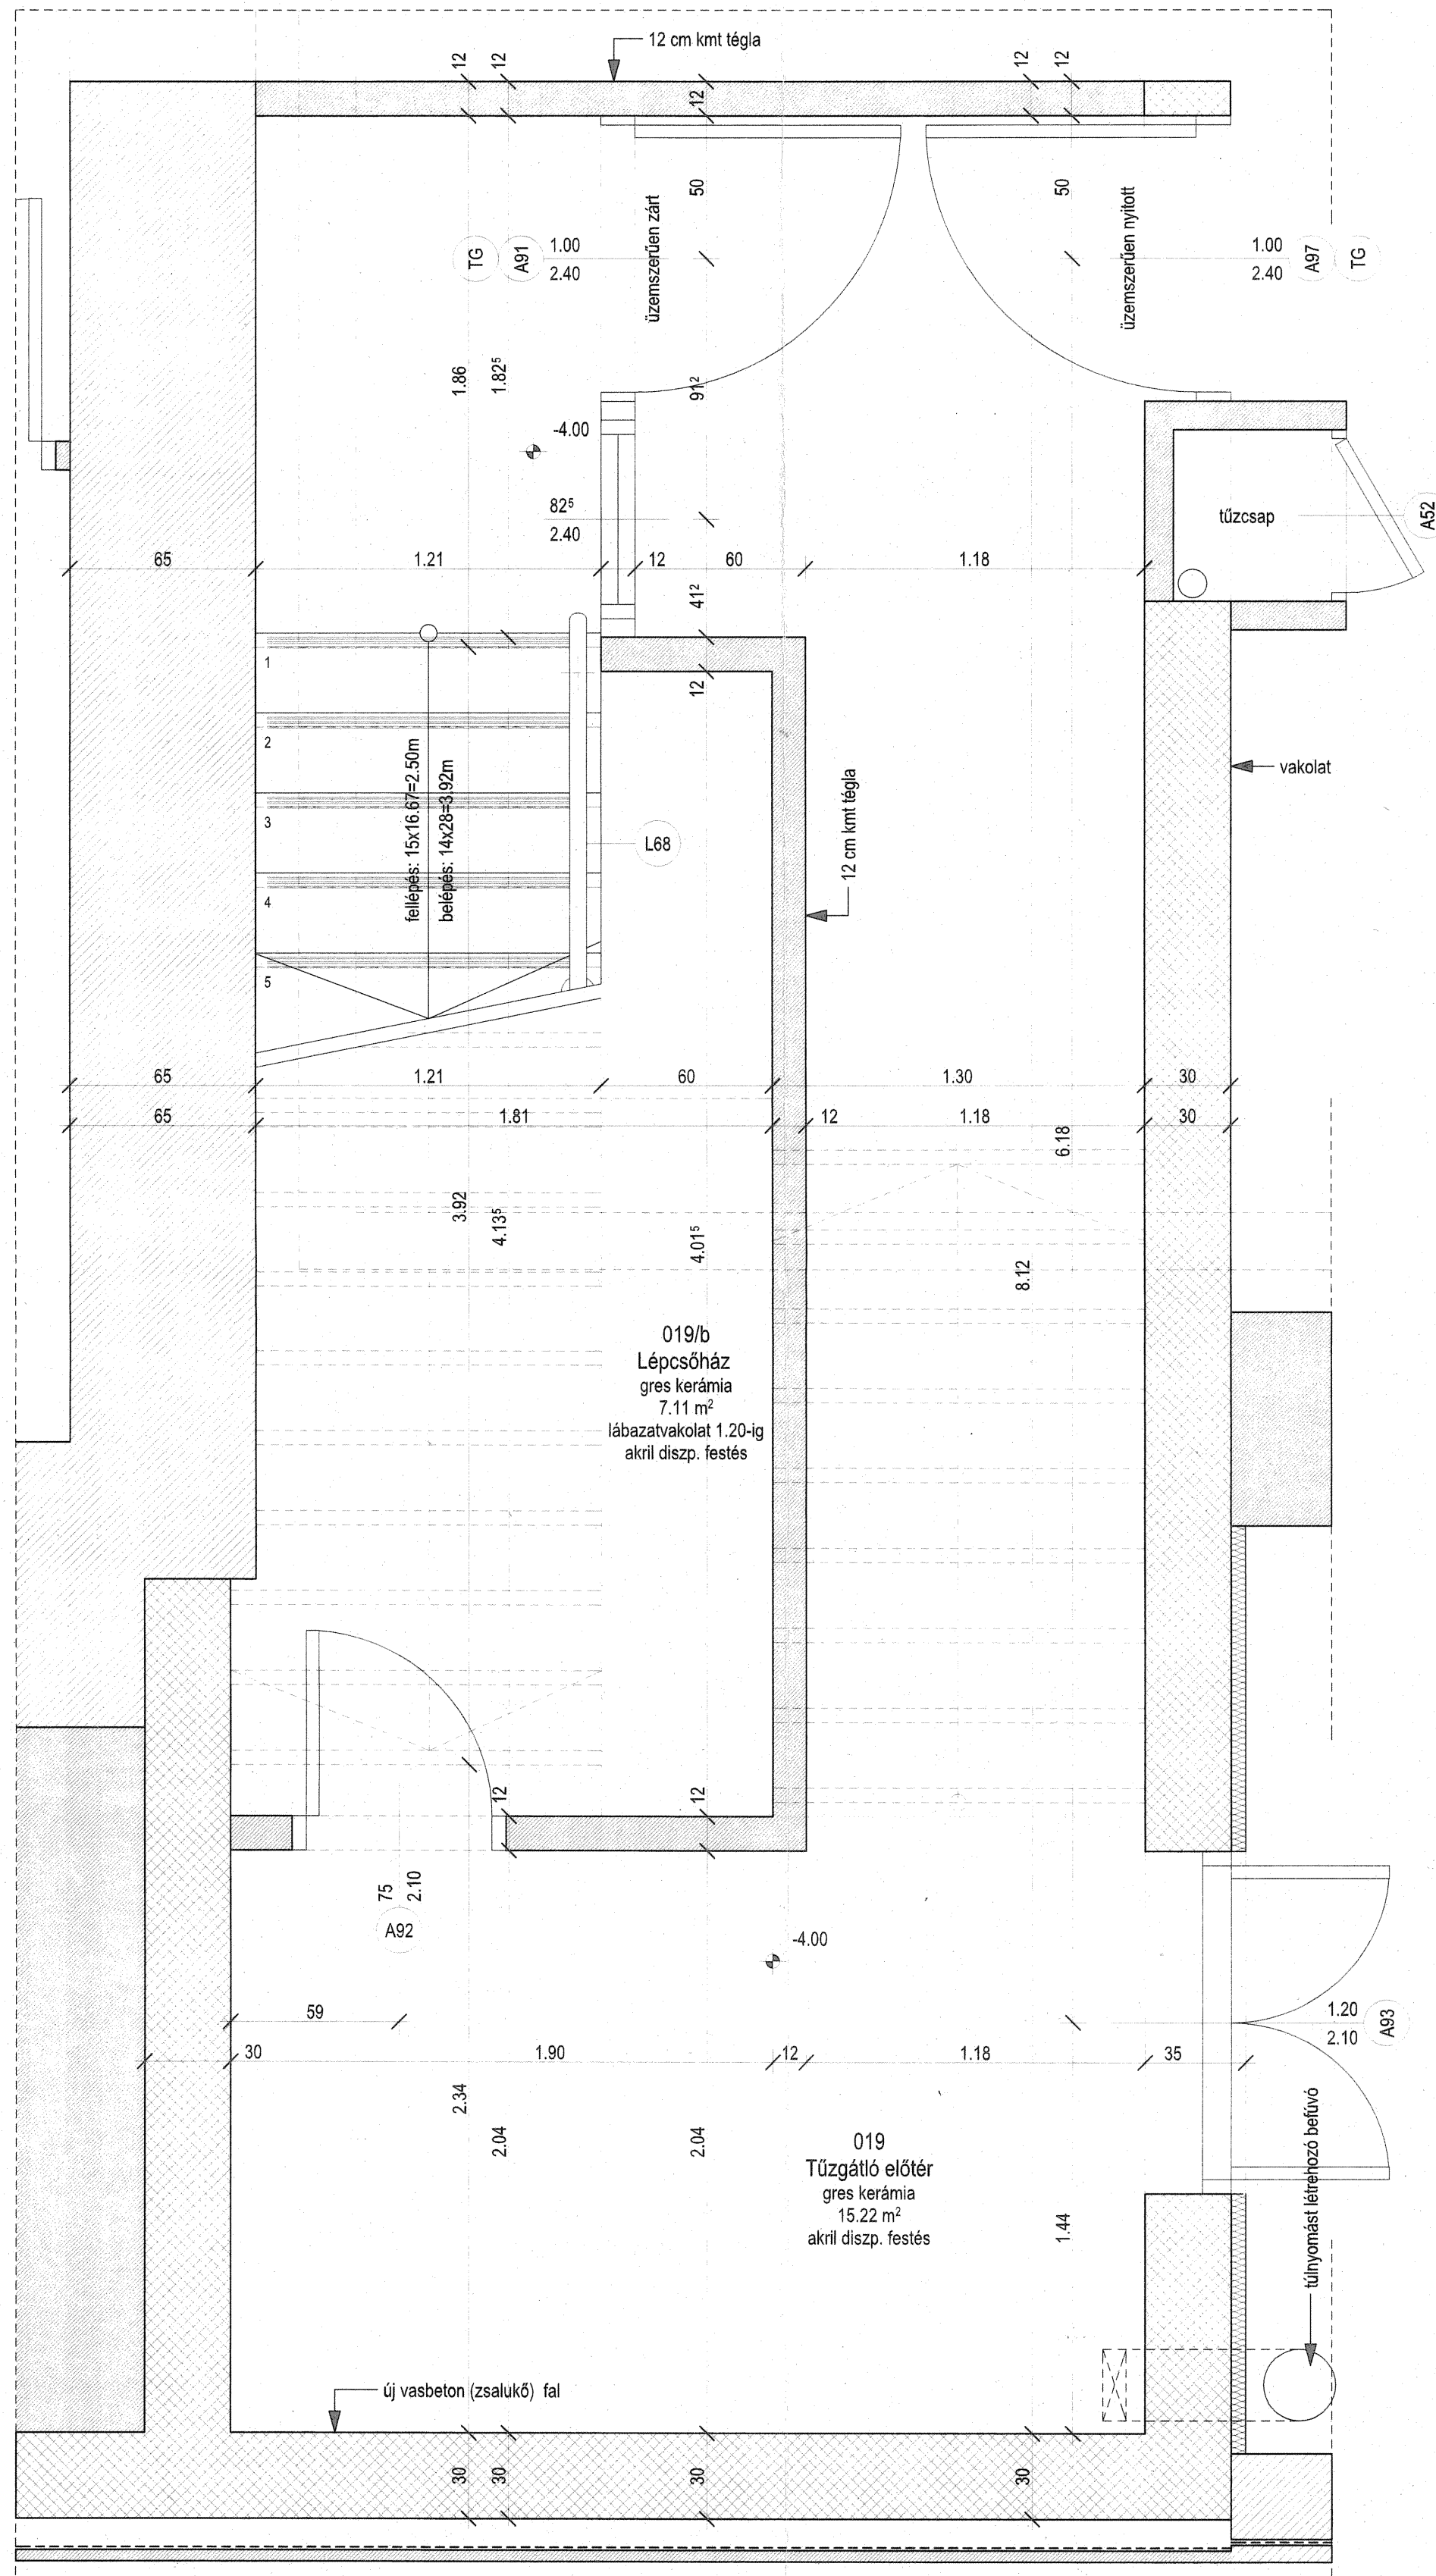 12 cm kmt tégla
12
12
12
12
12
50
50
üzemszerűen zárt
üzemszerűen nyitott
TG
A91
1.00
2.40
1.00
2.40
A97
TG
1.86
1.82⁵
91²
-4.00
82⁵
2.40
tűzcsap
A52
65
1.21
12
60
1.18
41²
12
1
2
3
4
5
fellépés: 15x16.67=2.50m
belépés: 14x28=3.92m
L68
12 cm kmt tégla
vakolat
65
1.21
60
1.30
30
65
1.81
12
1.18
30
6.18
3.92
4.13⁵
4.01⁵
8.12
019/b
Lépcsőház
gres kerámia
7.11 m²
lábazatvakolat 1.20-ig
akril diszp. festés
12
12
75
2.10
A92
-4.00
59
1.20
2.10
A93
30
1.90
12
1.18
35
2.34
2.04
2.04
1.44
019
Tűzgátló előtér
gres kerámia
15.22 m²
akril diszp. festés
túlnyomást létrehozó befúvó
új vasbeton (zsalukő) fal
30
30
30
30